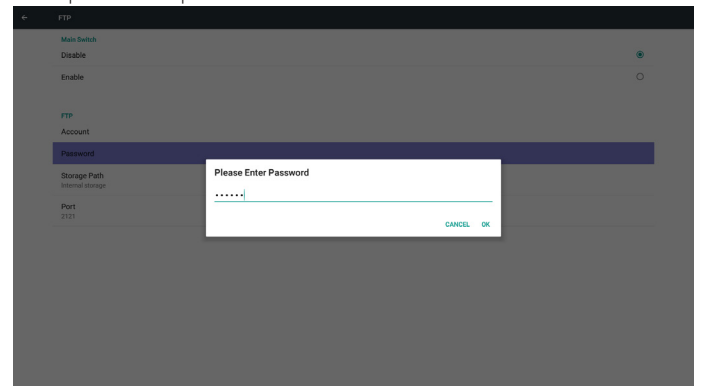 FTP
Main Switch
Disable
Enable
FTP
Account
Password
Storage Path
Internal storage
Port
2121
Please Enter Password
••••••
CANCEL OK